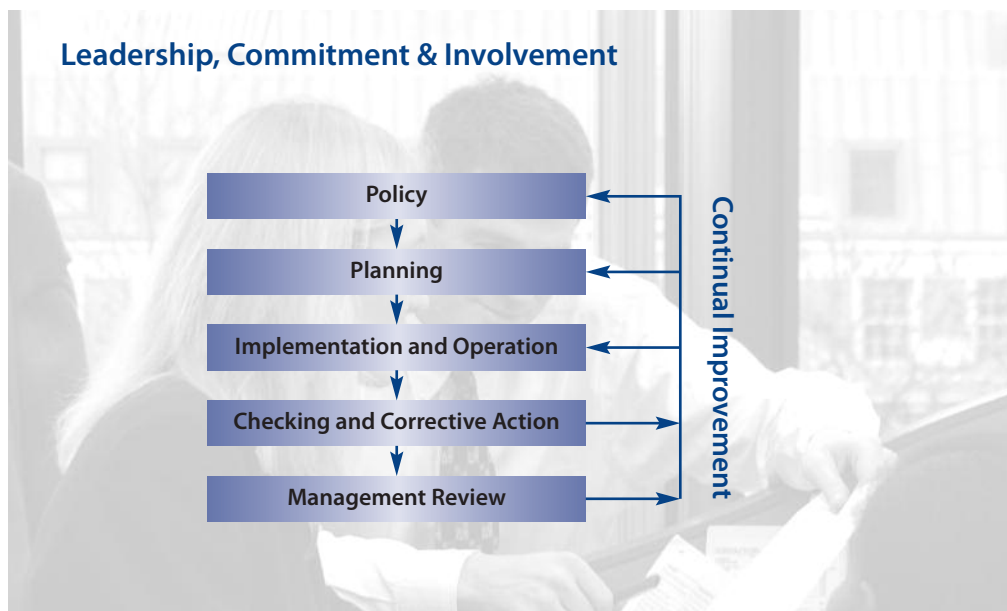 Leadership, Commitment & Involvement
Policy
Planning
Implementation and Operation
Checking and Corrective Action
Management Review
Continual Improvement